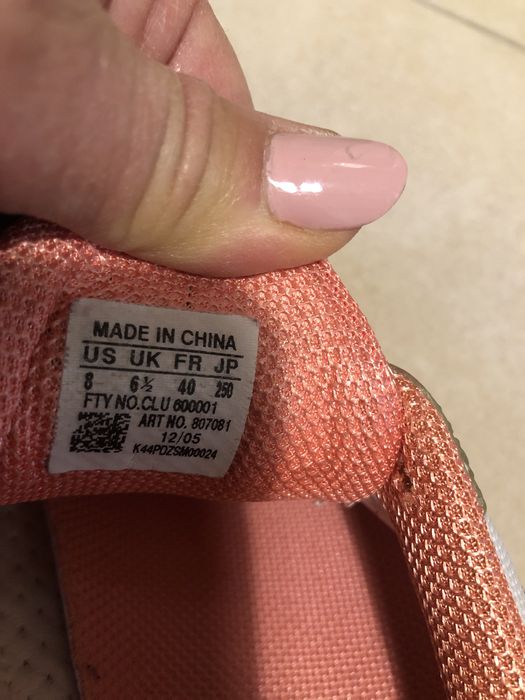 MADE IN CHINA
US UK FR JP
8 6½ 40 250
FTY NO.CLU 600001
ART NO. 807081
12/05
K44PDZSM00024